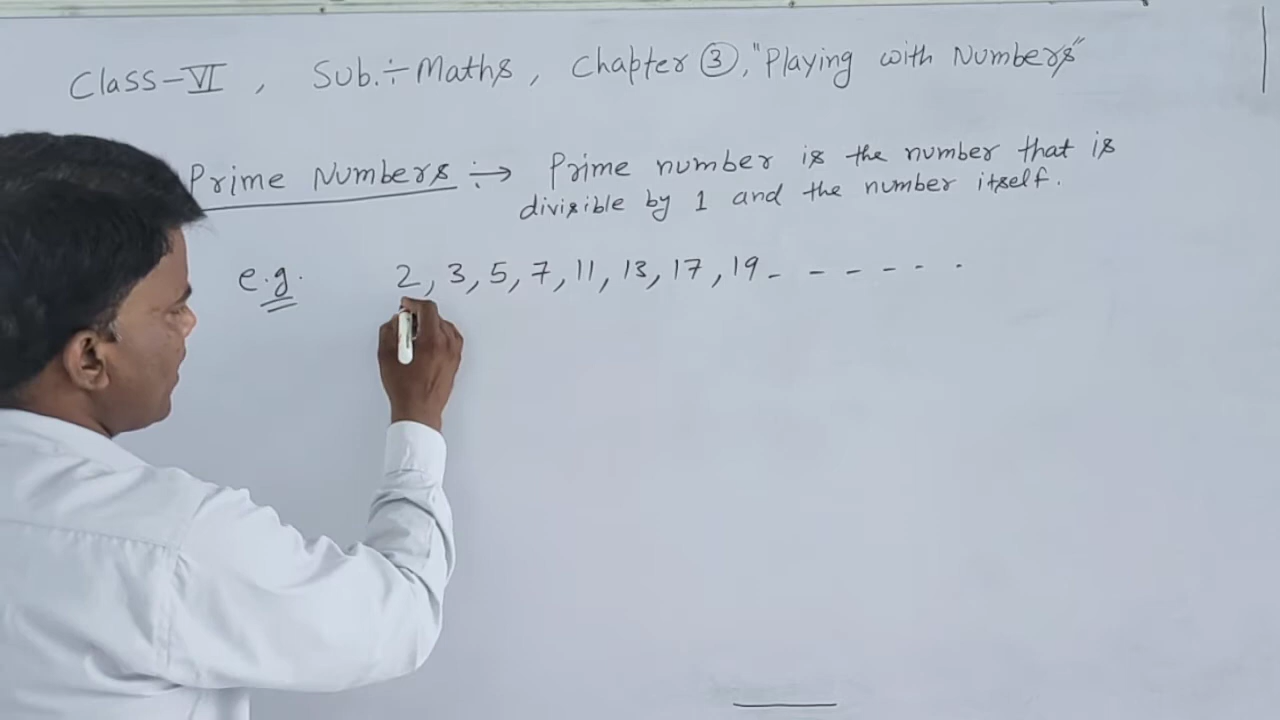 Class-VI , Sub.÷Maths , Chapter ③, "Playing with Numbers"
Prime Numbers ÷→ Prime number is the number that is
divisible by 1 and the number itself.
e.g. 2, 3, 5, 7, 11, 13, 17, 19- - - - - -